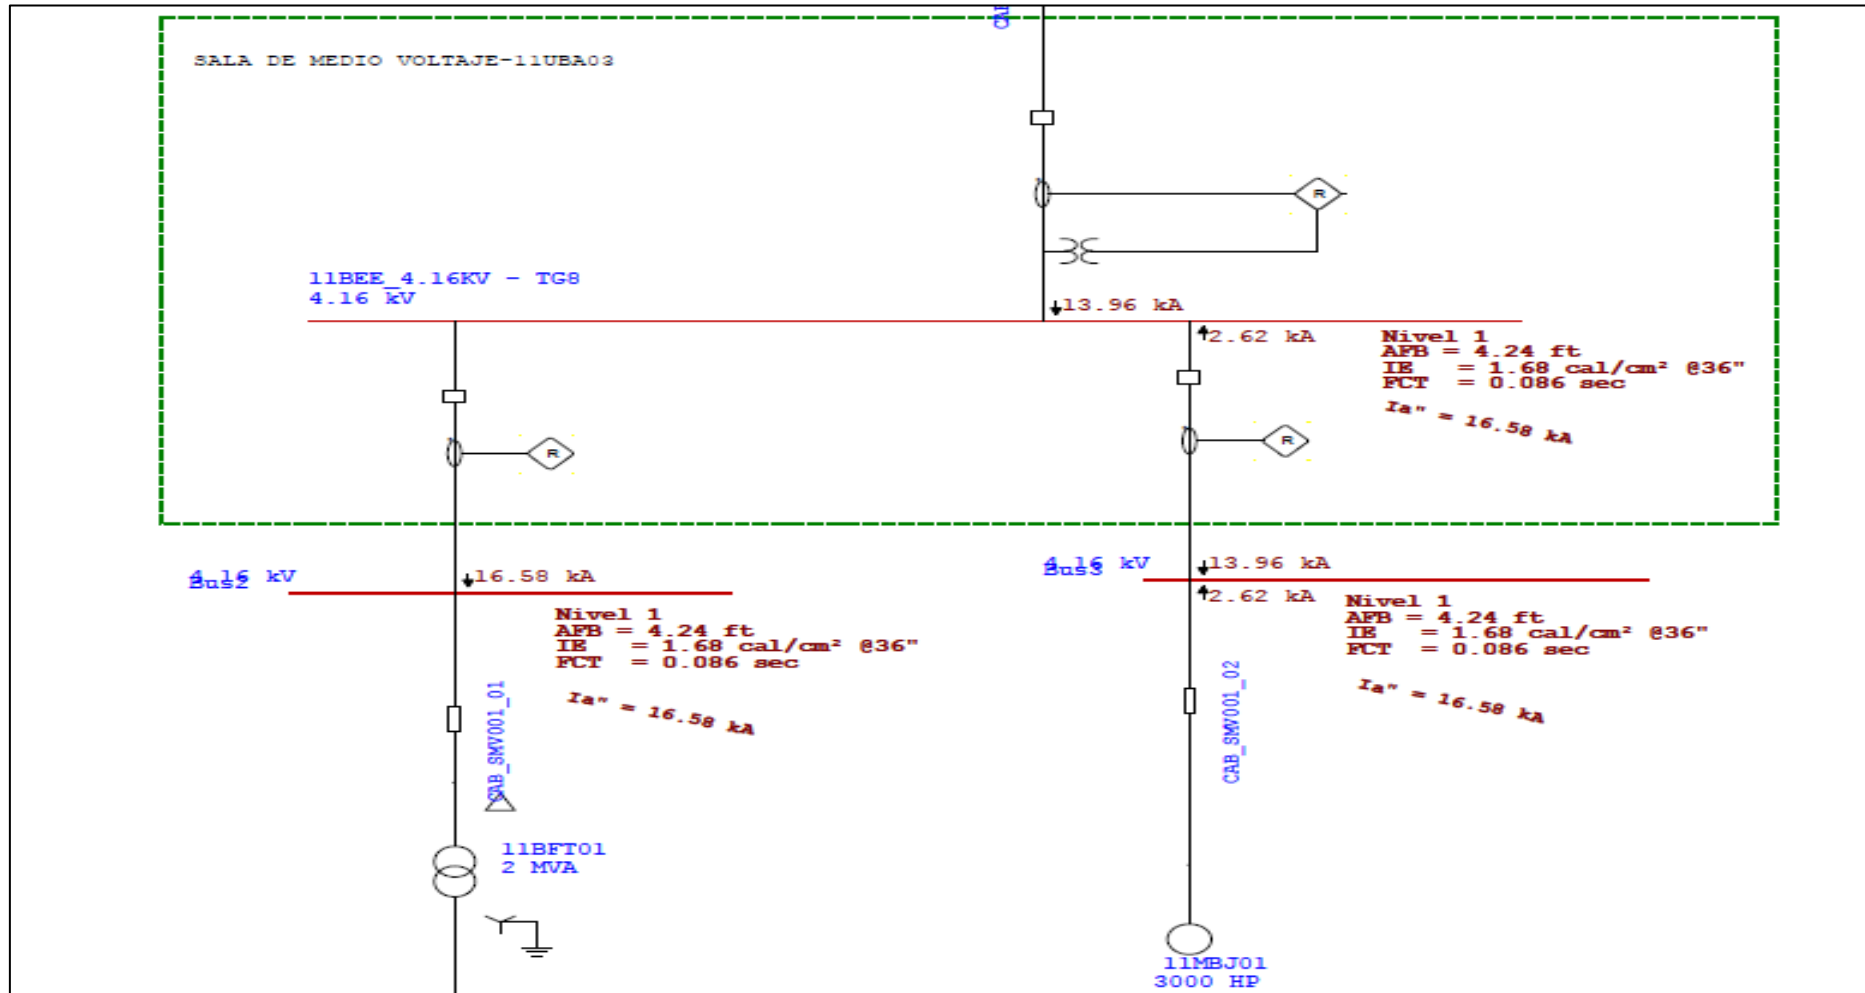 SALA DE MEDIO VOLTAJE-11UBA03
R
11BEE_4.16KV - TG8
4.16 kV
13.96 kA
2.62 kA
Nivel 1
AFB = 4.24 ft
IE = 1.68 cal/cm² @36"
FCT = 0.086 sec
Ia" = 16.58 kA
R
R
4.16 kV
Bus2
16.58 kA
Nivel 1
AFB = 4.24 ft
IE = 1.68 cal/cm² @36"
FCT = 0.086 sec
Ia" = 16.58 kA
CAB_SMV001_01
4.16 kV
Bus3
13.96 kA
2.62 kA
Nivel 1
AFB = 4.24 ft
IE = 1.68 cal/cm² @36"
FCT = 0.086 sec
Ia" = 16.58 kA
CAB_SMV001_02
11BFT01
2 MVA
11MBJ01
3000 HP